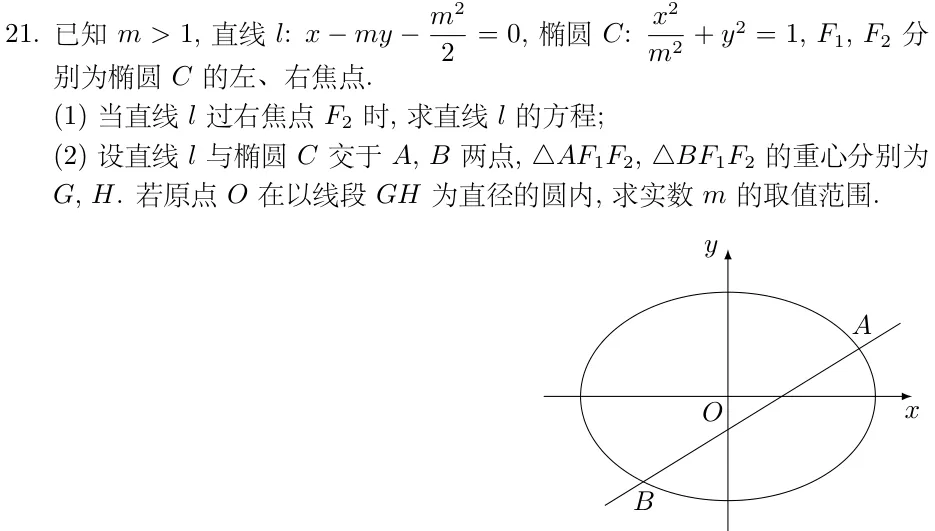 21. 已知 m > 1, 直线 l: x − my − m²/2 = 0, 椭圆 C: x²/m² + y² = 1, F₁, F₂ 分
别为椭圆 C 的左、右焦点.
(1) 当直线 l 过右焦点 F₂ 时, 求直线 l 的方程;
(2) 设直线 l 与椭圆 C 交于 A, B 两点, △AF₁F₂, △BF₁F₂ 的重心分别为
G, H. 若原点 O 在以线段 GH 为直径的圆内, 求实数 m 的取值范围.
y
A
O
x
B